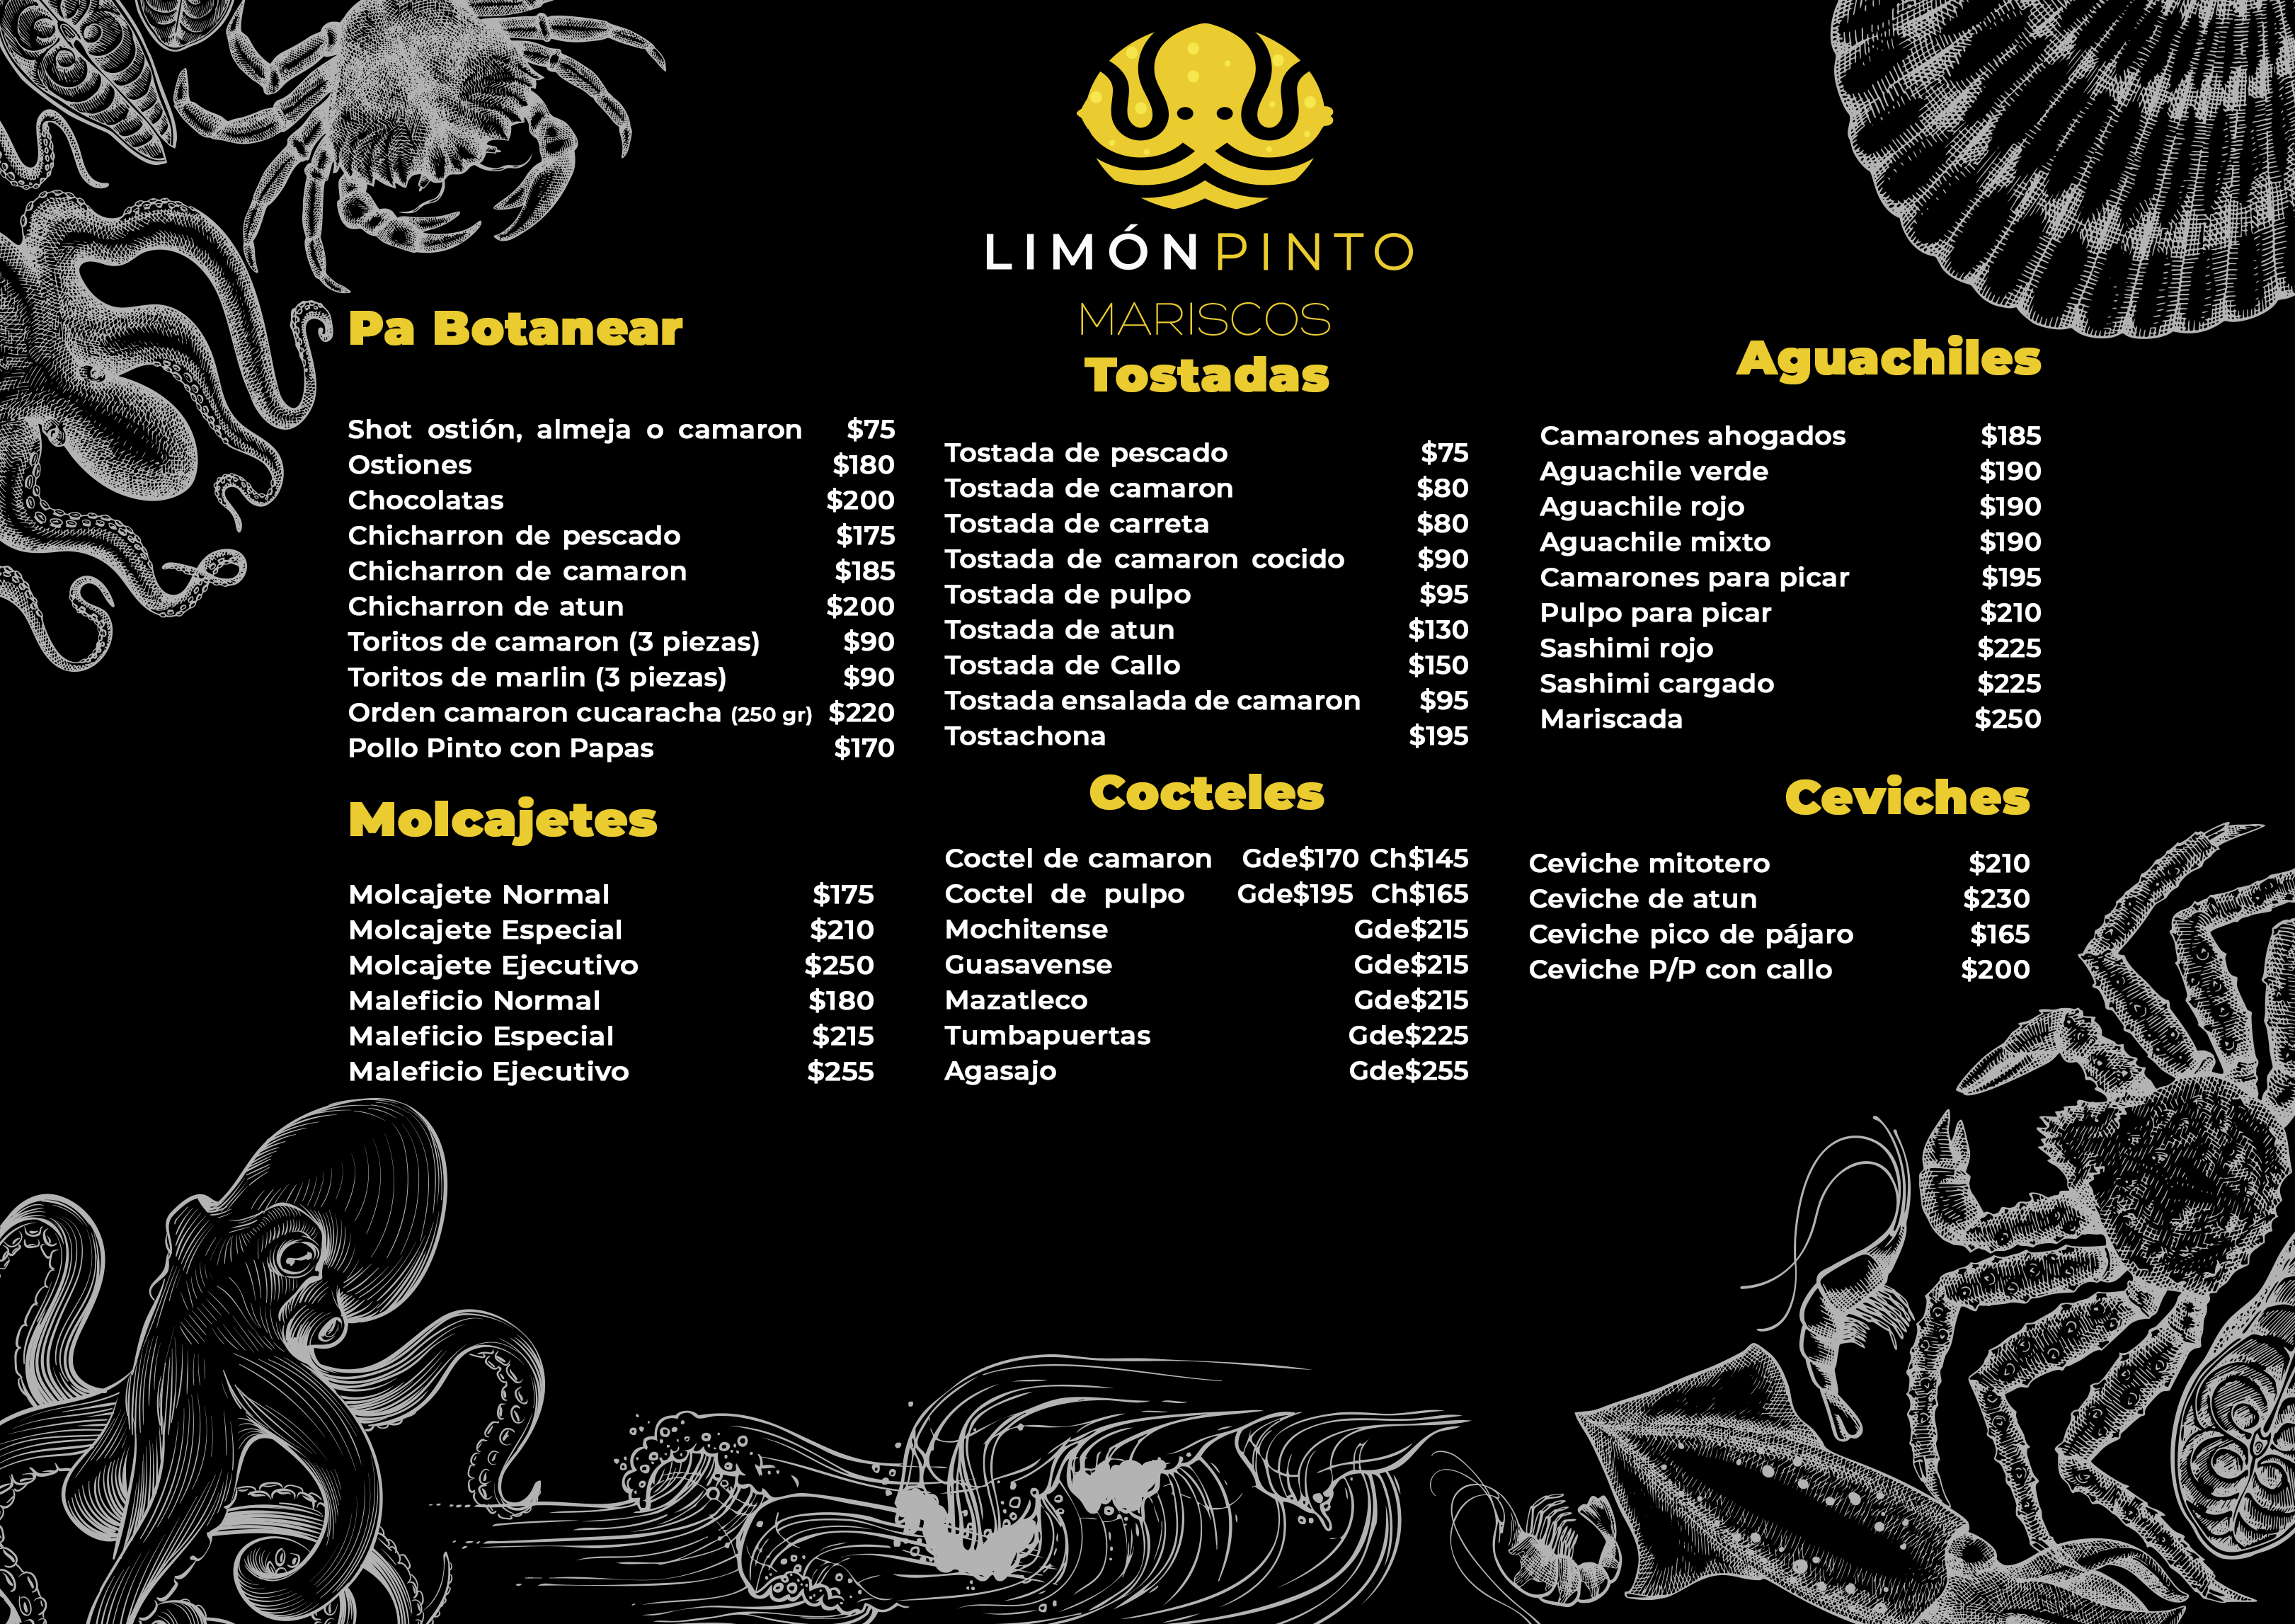 LIMÓN PINTO
MARISCOS
Pa Botanear
Shot ostión, almeja o camaron $75
Ostiones $180
Chocolatas $200
Chicharron de pescado $175
Chicharron de camaron $185
Chicharron de atun $200
Toritos de camaron (3 piezas) $90
Toritos de marlin (3 piezas) $90
Orden camaron cucaracha (250 gr) $220
Pollo Pinto con Papas $170
Molcajetes
Molcajete Normal $175
Molcajete Especial $210
Molcajete Ejecutivo $250
Maleficio Normal $180
Maleficio Especial $215
Maleficio Ejecutivo $255
Tostadas
Tostada de pescado $75
Tostada de camaron $80
Tostada de carreta $80
Tostada de camaron cocido $90
Tostada de pulpo $95
Tostada de atun $130
Tostada de Callo $150
Tostada ensalada de camaron $95
Tostachona $195
Cocteles
Coctel de camaron Gde$170 Ch$145
Coctel de pulpo Gde$195 Ch$165
Mochitense Gde$215
Guasavense Gde$215
Mazatleco Gde$215
Tumbapuertas Gde$225
Agasajo Gde$255
Aguachiles
Camarones ahogados $185
Aguachile verde $190
Aguachile rojo $190
Aguachile mixto $190
Camarones para picar $195
Pulpo para picar $210
Sashimi rojo $225
Sashimi cargado $225
Mariscada $250
Ceviches
Ceviche mitotero $210
Ceviche de atun $230
Ceviche pico de pájaro $165
Ceviche P/P con callo $200